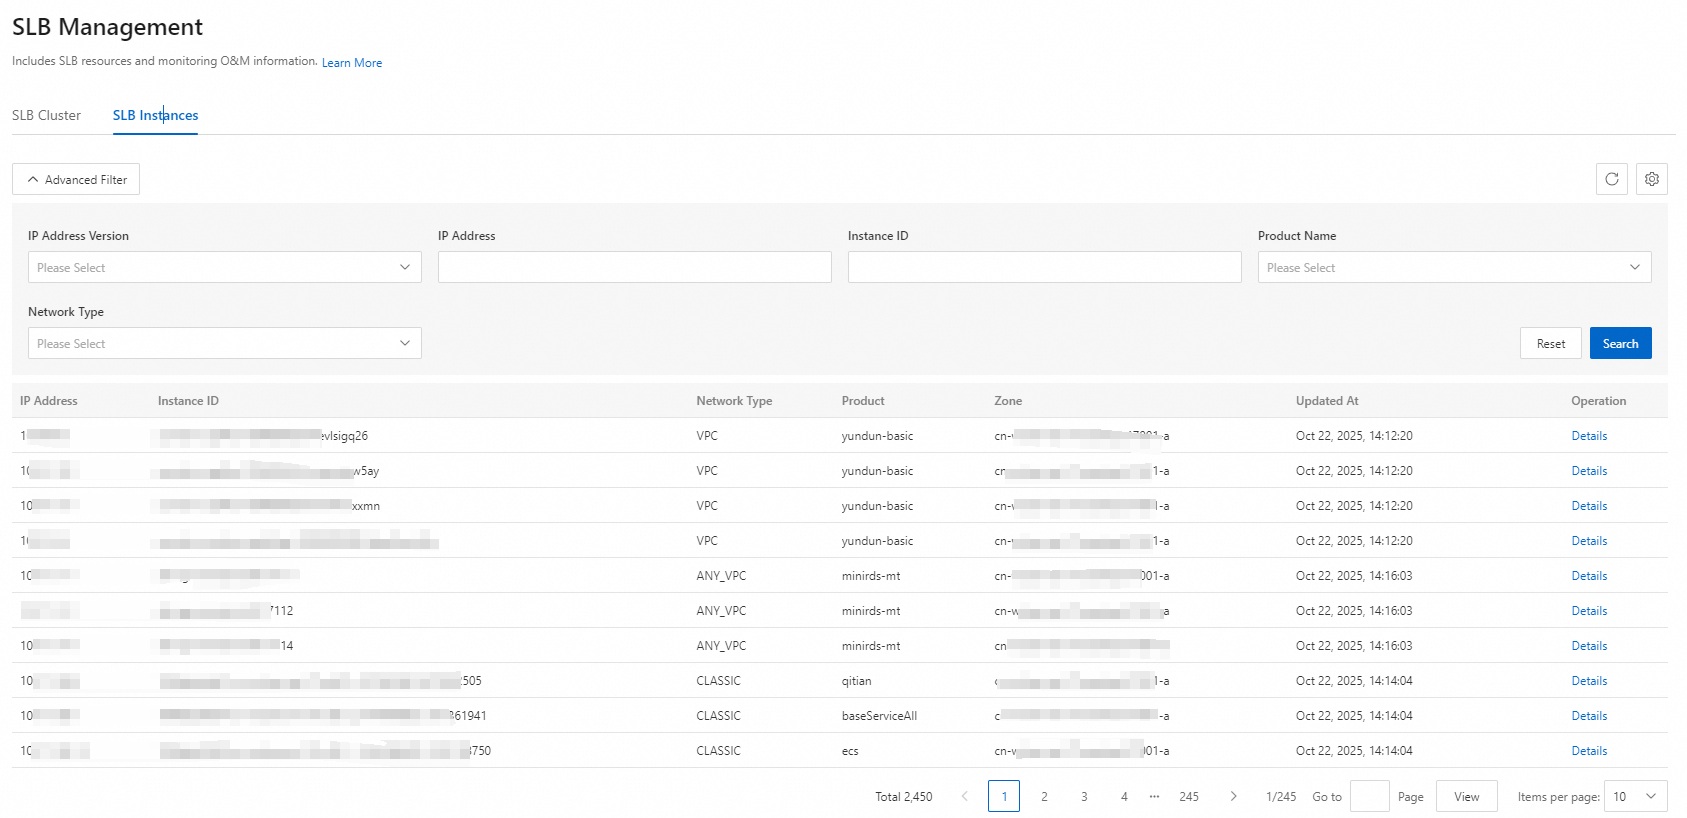 SLB Management
Includes SLB resources and monitoring O&M information. Learn More
SLB Cluster SLB Instances
Advanced Filter
IP Address Version IP Address Instance ID Product Name
Please Select Please Select
Network Type
Please Select Reset Search
IP Address Instance ID Network Type Product Zone Updated At Operation
VPC yundun-basic Oct 22, 2025, 14:12:20 Details
VPC yundun-basic Oct 22, 2025, 14:12:20 Details
VPC yundun-basic Oct 22, 2025, 14:12:20 Details
VPC yundun-basic Oct 22, 2025, 14:12:20 Details
ANY_VPC minirds-mt Oct 22, 2025, 14:16:03 Details
ANY_VPC minirds-mt Oct 22, 2025, 14:16:03 Details
ANY_VPC minirds-mt Oct 22, 2025, 14:16:03 Details
CLASSIC qitian Oct 22, 2025, 14:14:04 Details
CLASSIC baseServiceAll Oct 22, 2025, 14:14:04 Details
CLASSIC ecs Oct 22, 2025, 14:14:04 Details
Total 2,450 1 2 3 4 ··· 245 1/245 Go to Page View Items per page: 10